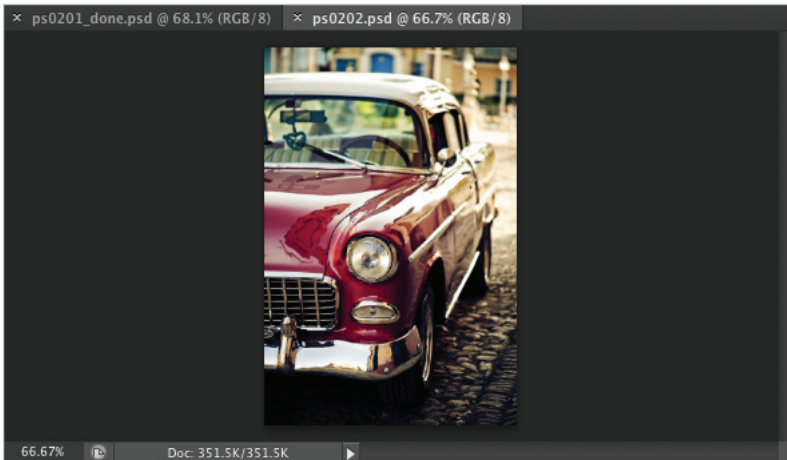 × ps0201_done.psd @ 68.1% (RGB/8) × ps0202.psd @ 66.7% (RGB/8)
66.67% Doc: 351.5K/351.5K